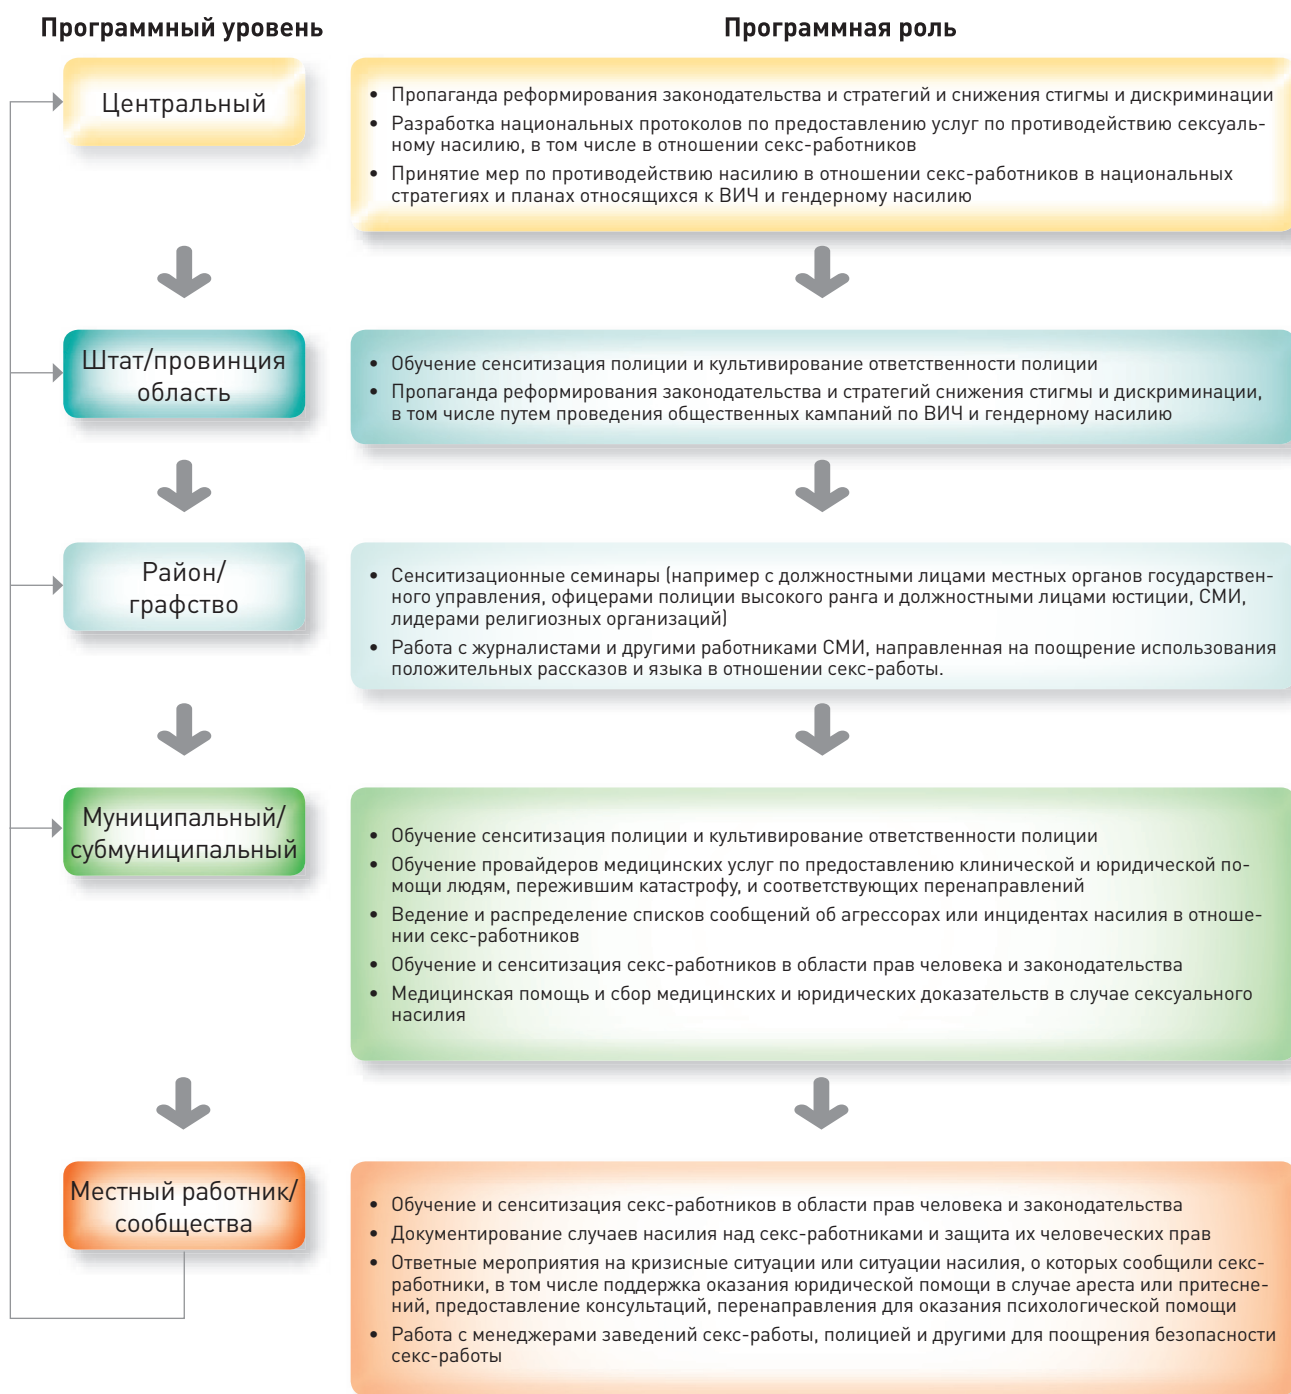 Программный уровень
Программная роль
Центральный
• Пропаганда реформирования законодательства и стратегий и снижения стигмы и дискриминации
• Разработка национальных протоколов по предоставлению услуг по противодействию сексуаль-
ному насилию, в том числе в отношении секс-работников
• Принятие мер по противодействию насилию в отношении секс-работников в национальных
стратегиях и планах относящихся к ВИЧ и гендерному насилию
Штат/провинция
область
• Обучение сенситизация полиции и культивирование ответственности полиции
• Пропаганда реформирования законодательства и стратегий снижения стигмы и дискриминации,
в том числе путем проведения общественных кампаний по ВИЧ и гендерному насилию
Район/
графство
• Сенситизационные семинары (например с должностными лицами местных органов государствен-
ного управления, офицерами полиции высокого ранга и должностными лицами юстиции, СМИ,
лидерами религиозных организаций)
• Работа с журналистами и другими работниками СМИ, направленная на поощрение использования
положительных рассказов и языка в отношении секс-работы.
Муниципальный/
субмуниципальный
• Обучение сенситизация полиции и культивирование ответственности полиции
• Обучение провайдеров медицинских услуг по предоставлению клинической и юридической по-
мощи людям, пережившим катастрофу, и соответствующих перенаправлений
• Ведение и распределение списков сообщений об агрессорах или инцидентах насилия в отноше-
нии секс-работников
• Обучение и сенситизация секс-работников в области прав человека и законодательства
• Медицинская помощь и сбор медицинских и юридических доказательств в случае сексуального
насилия
Местный работник/
сообщества
• Обучение и сенситизация секс-работников в области прав человека и законодательства
• Документирование случаев насилия над секс-работниками и защита их человеческих прав
• Ответные мероприятия на кризисные ситуации или ситуации насилия, о которых сообщили секс-
работники, в том числе поддержка оказания юридической помощи в случае ареста или притесне-
ний, предоставление консультаций, перенаправления для оказания психологической помощи
• Работа с менеджерами заведений секс-работы, полицией и другими для поощрения безопасности
секс-работы